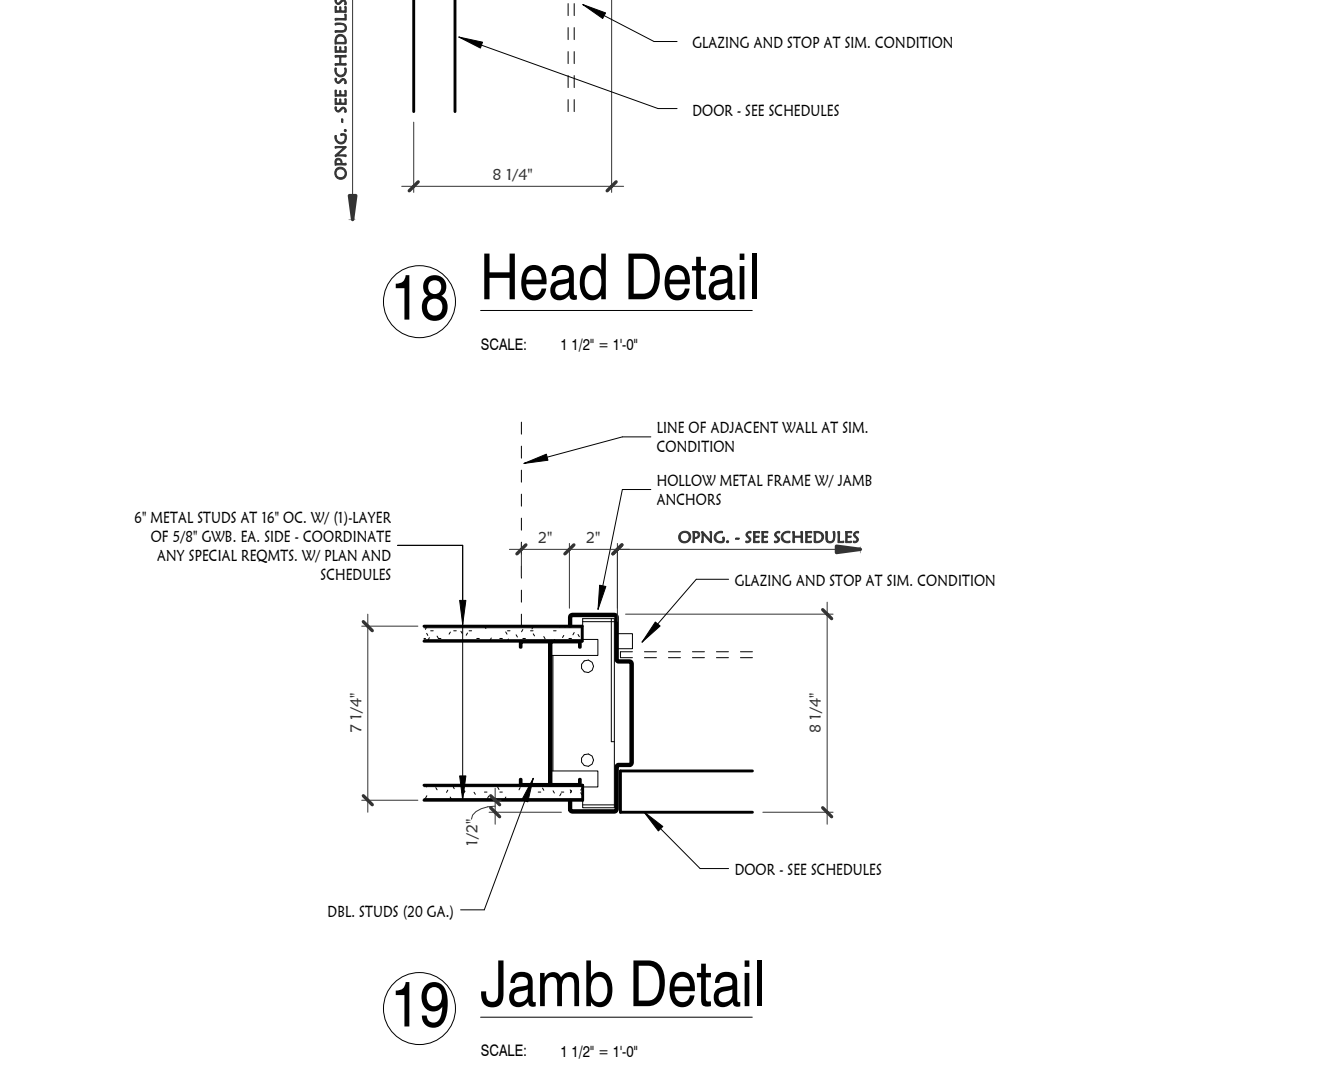 OPNG. - SEE SCHEDULES
GLAZING AND STOP AT SIM. CONDITION
DOOR - SEE SCHEDULES
8 1/4"
18
Head Detail
SCALE: 1 1/2" = 1'-0"
LINE OF ADJACENT WALL AT SIM.
CONDITION
HOLLOW METAL FRAME W/ JAMB
ANCHORS
6" METAL STUDS AT 16" OC. W/ (1)-LAYER
OF 5/8" GWB. EA. SIDE - COORDINATE
ANY SPECIAL REQMTS. W/ PLAN AND
SCHEDULES
2" 2" OPNG. - SEE SCHEDULES
GLAZING AND STOP AT SIM. CONDITION
7 1/4"
8 1/4"
1/2"
DOOR - SEE SCHEDULES
DBL. STUDS (20 GA.)
19
Jamb Detail
SCALE: 1 1/2" = 1'-0"